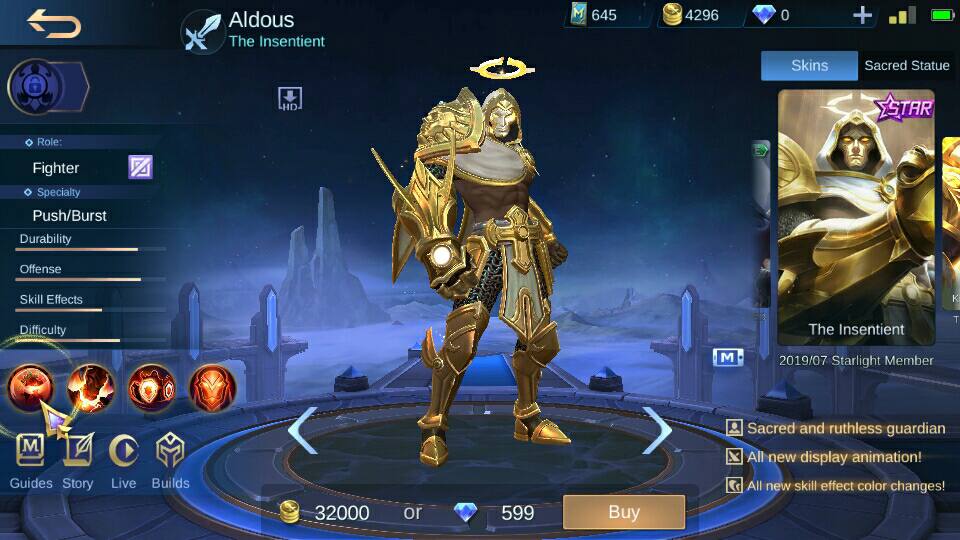 Aldous
The Insentient
645
4296
0
Skins
Sacred Statue
HD
Role:
Fighter
Specialty
Push/Burst
Durability
Offense
Skill Effects
Difficulty
STAR
The Insentient
2019/07 Starlight Member
M
Sacred and ruthless guardian
All new display animation!
All new skill effect color changes!
Guides
Story
Live
Builds
32000 or 599
Buy